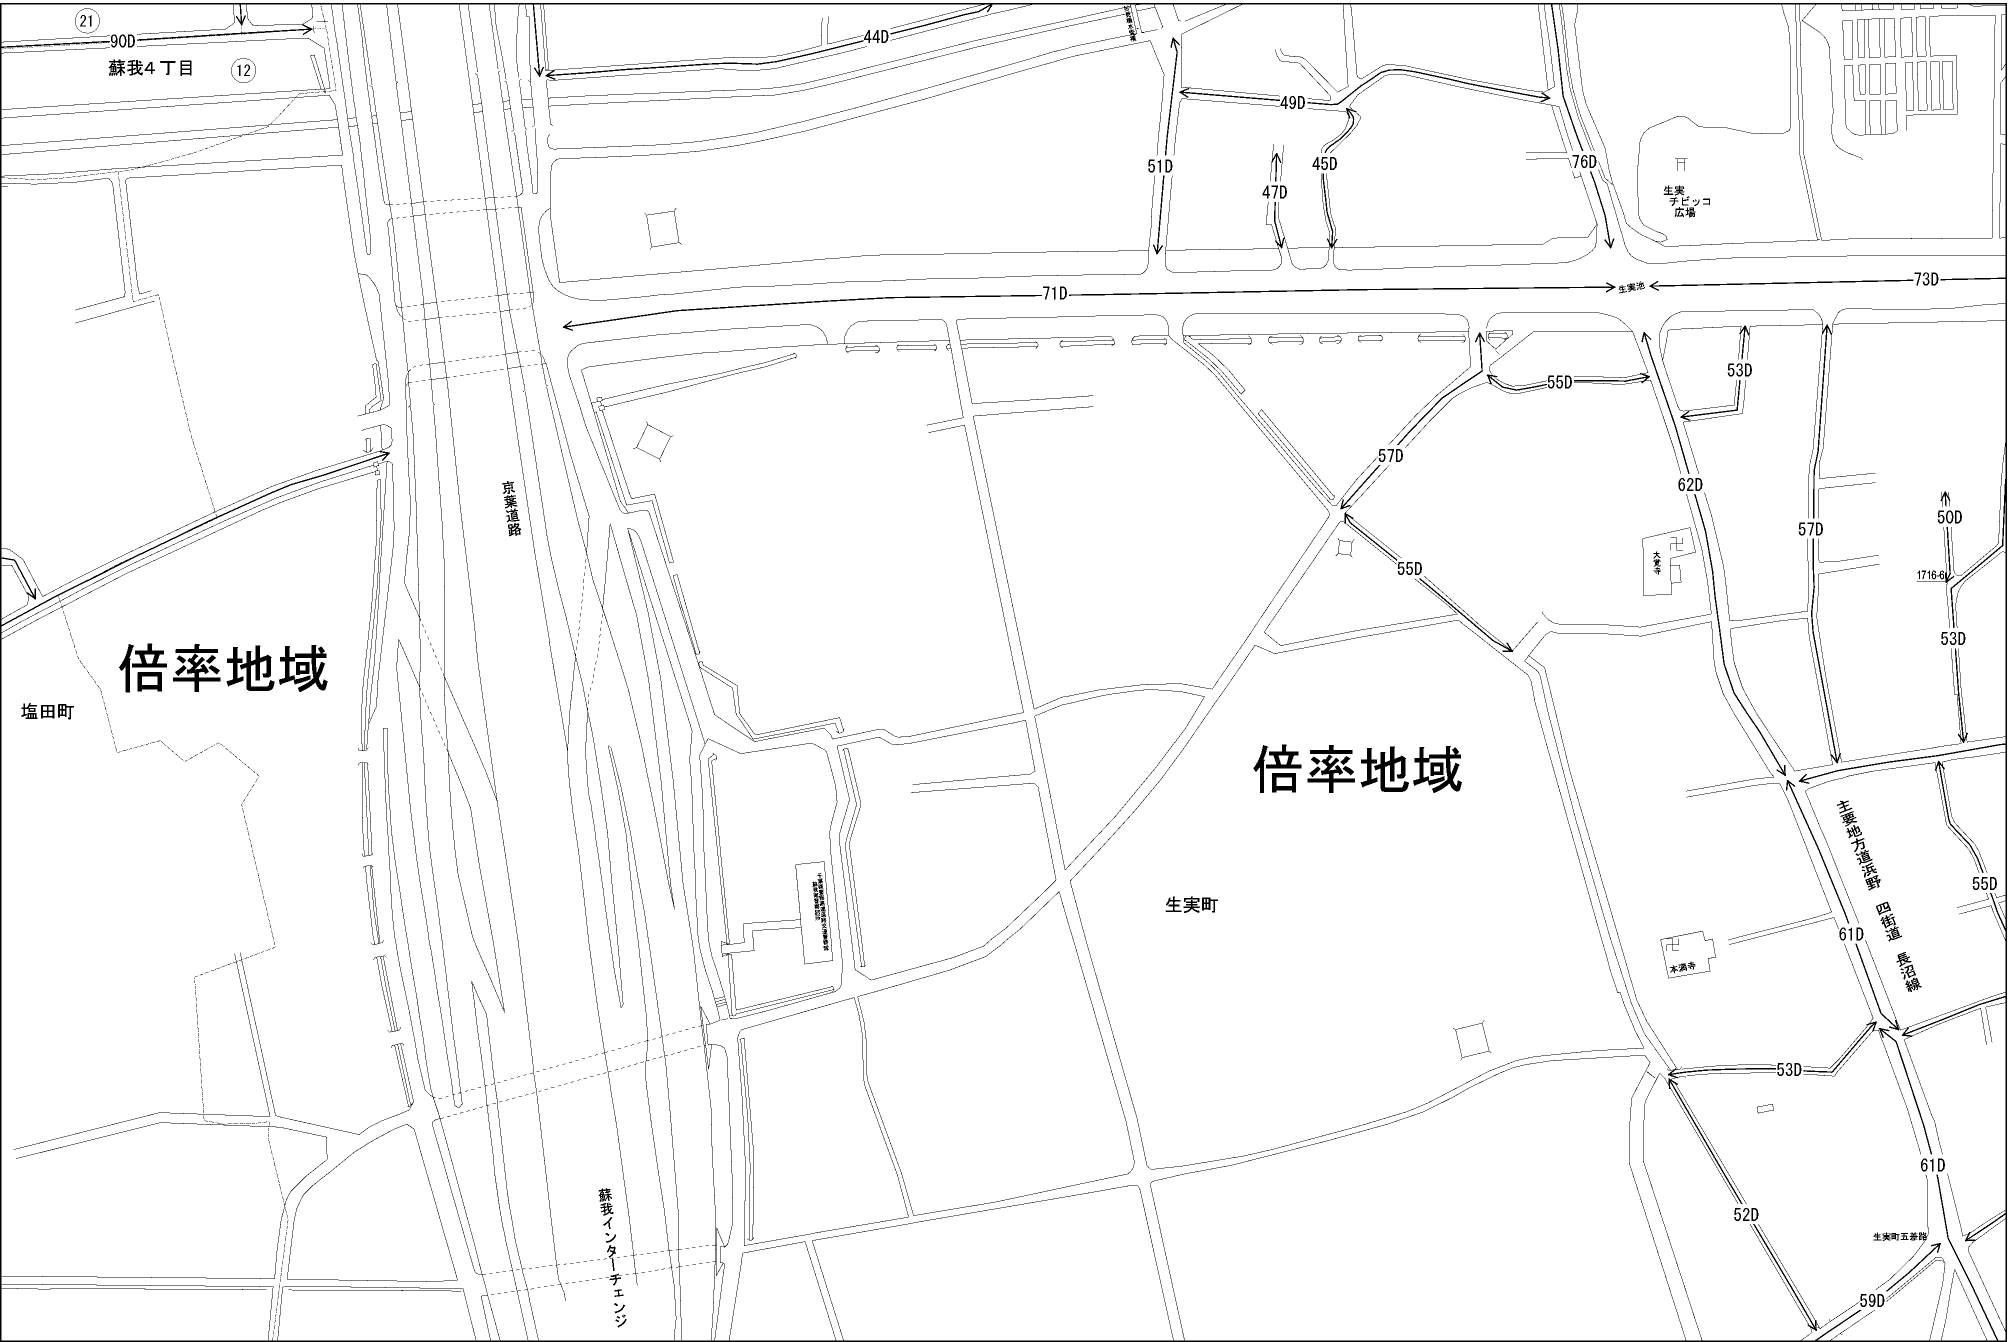 21
90D
蘇我4丁目
12
44D
49D
51D
45D
47D
76D
生実
チビッコ
広場
71D
生実池
73D
53D
55D
57D
62D
京葉道路
57D
50D
大覚寺
55D
1716-6
53D
倍率地域
塩田町
倍率地域
主要地方道浜野 四街道 長沼線
55D
生実町
61D
本満寺
53D
61D
蘇我インターチェンジ
52D
生実町五差路
59D